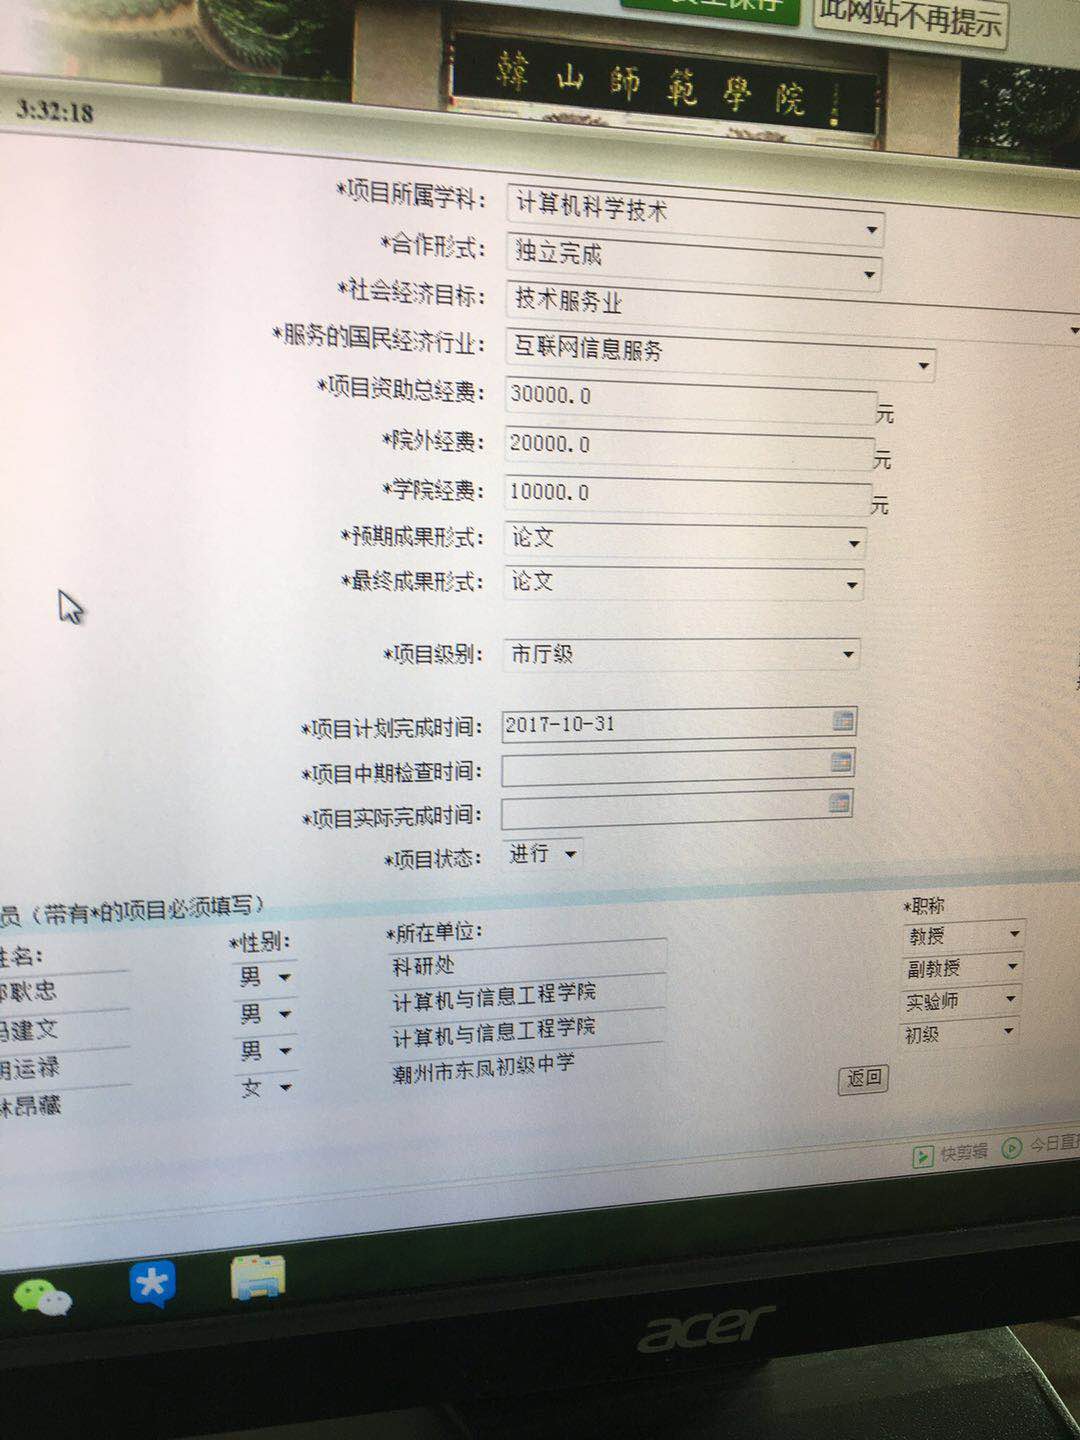 此网站不再提示
韓山師範學院
3:32:18
*项目所属学科： 计算机科学技术
*合作形式： 独立完成
*社会经济目标： 技术服务业
*服务的国民经济行业： 互联网信息服务
*项目资助总经费： 30000.0 元
*院外经费： 20000.0 元
*学院经费： 10000.0 元
*预期成果形式： 论文
*最终成果形式： 论文
*项目级别： 市厅级
*项目计划完成时间： 2017-10-31
*项目中期检查时间：
*项目实际完成时间：
*项目状态： 进行
员（带有*的项目必须填写）
姓名： *性别： *所在单位： *职称
耿忠 男 科研处 教授
建文 男 计算机与信息工程学院 副教授
运禄 男 计算机与信息工程学院 实验师
林昂藏 女 潮州市东凤初级中学 初级
返回
快剪辑 今日直
acer